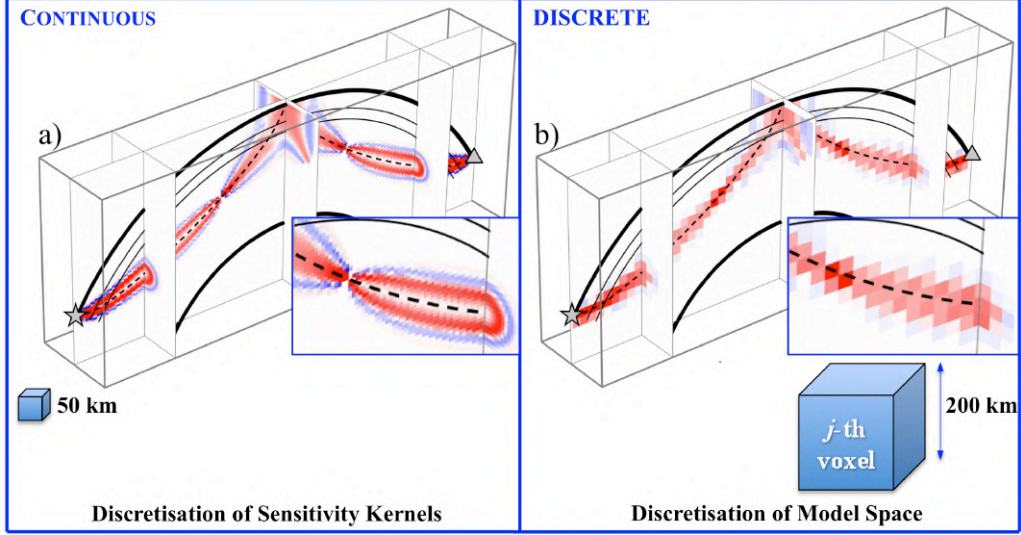 CONTINUOUS
a)
50 km
Discretisation of Sensitivity Kernels
DISCRETE
b)
j-th
voxel
200 km
Discretisation of Model Space